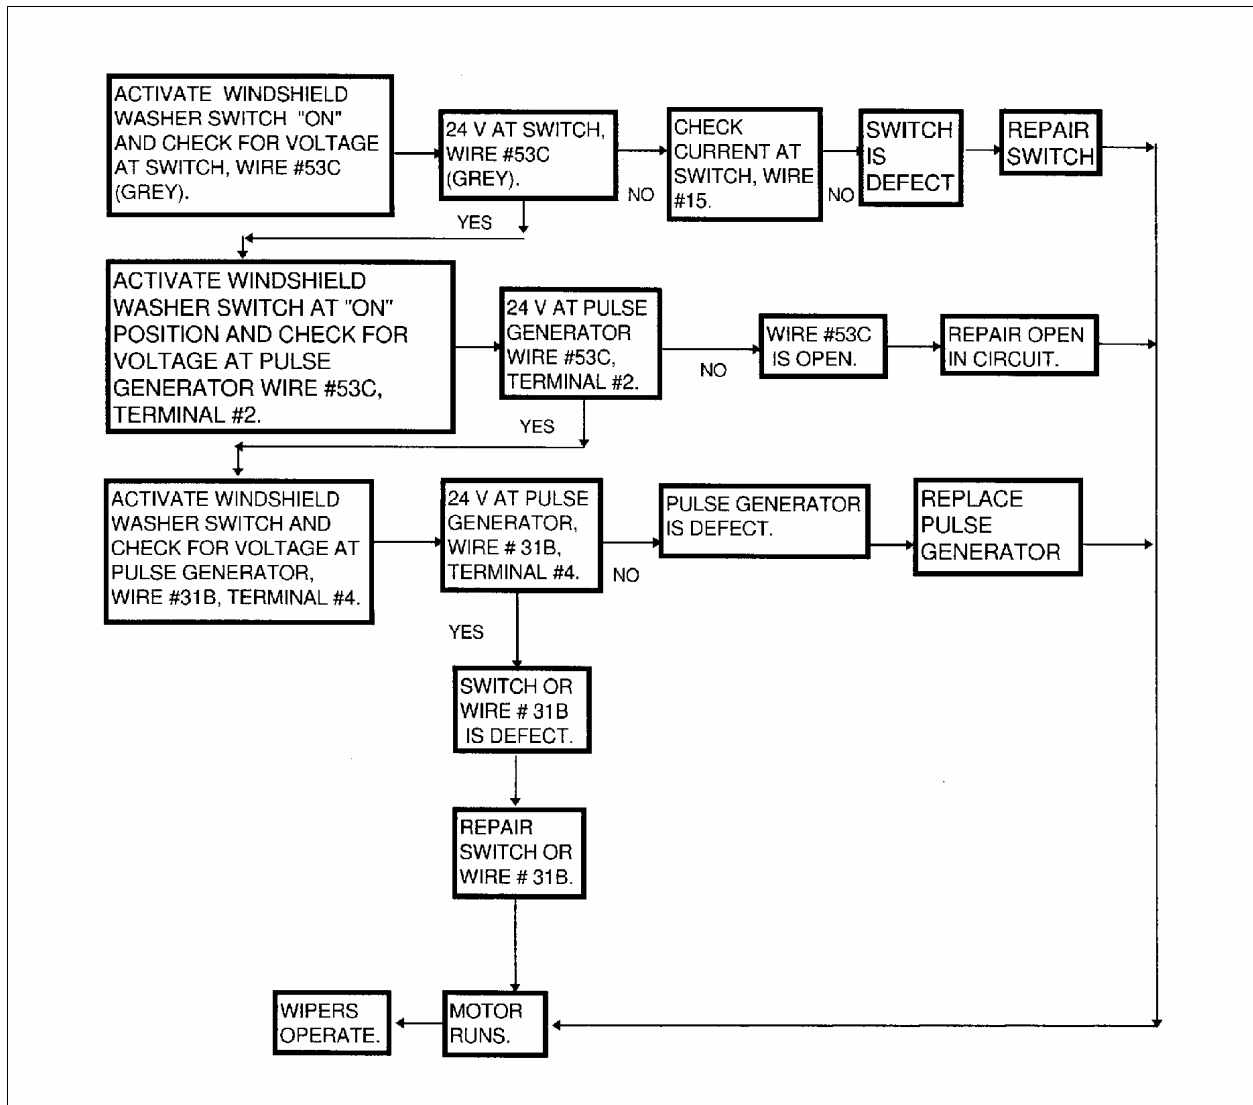 ACTIVATE WINDSHIELD
WASHER SWITCH "ON"
AND CHECK FOR VOLTAGE
AT SWITCH, WIRE #53C
(GREY).
24 V AT SWITCH,
WIRE #53C
(GREY).
NO
CHECK
CURRENT AT
SWITCH, WIRE
#15.
NO
SWITCH
IS
DEFECT
REPAIR
SWITCH
YES
ACTIVATE WINDSHIELD
WASHER SWITCH AT "ON"
POSITION AND CHECK FOR
VOLTAGE AT PULSE
GENERATOR WIRE #53C,
TERMINAL #2.
24 V AT PULSE
GENERATOR
WIRE #53C,
TERMINAL #2.
NO
WIRE #53C
IS OPEN.
REPAIR OPEN
IN CIRCUIT.
YES
ACTIVATE WINDSHIELD
WASHER SWITCH AND
CHECK FOR VOLTAGE AT
PULSE GENERATOR,
WIRE #31B, TERMINAL #4.
24 V AT PULSE
GENERATOR,
WIRE # 31B,
TERMINAL #4.
NO
PULSE GENERATOR
IS DEFECT.
REPLACE
PULSE
GENERATOR
YES
SWITCH OR
WIRE # 31B
IS DEFECT.
REPAIR
SWITCH OR
WIRE # 31B.
WIPERS
OPERATE.
MOTOR
RUNS.